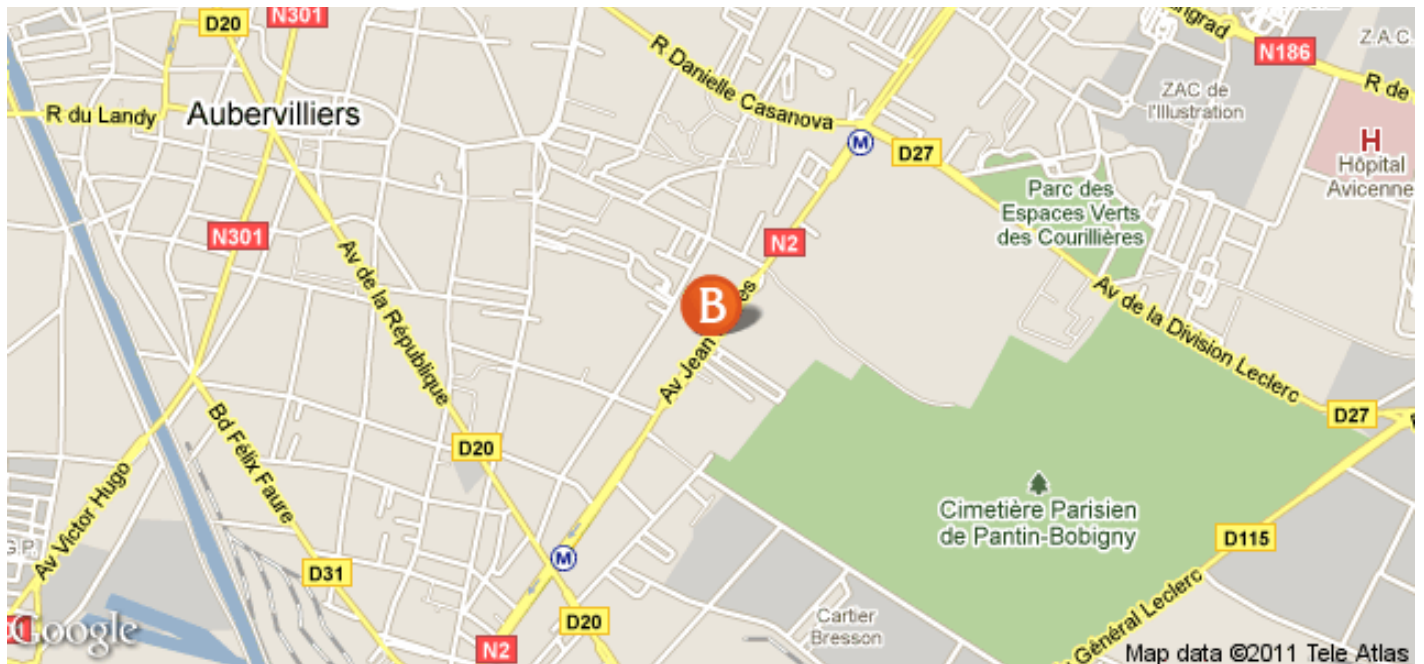 N301
D20
ngrad
N186
Z.A.C.
R Danielle Casanova
R de
ZAC de
l'Illustration
R du Landy
Aubervilliers
M
D27
H
Hôpital
Avicenne
Parc des
Espaces Verts
des Courillières
N301
N2
Av de la République
B
Av Jean
es
Av de la Division Leclerc
D27
Bd Félix Faure
D20
Av Victor Hugo
Cimetière Parisien
de Pantin-Bobigny
D115
G.P.
M
D31
Cartier
Bresson
D20
Général Leclerc
N2
01
Google
Map data ©2011 Tele Atlas